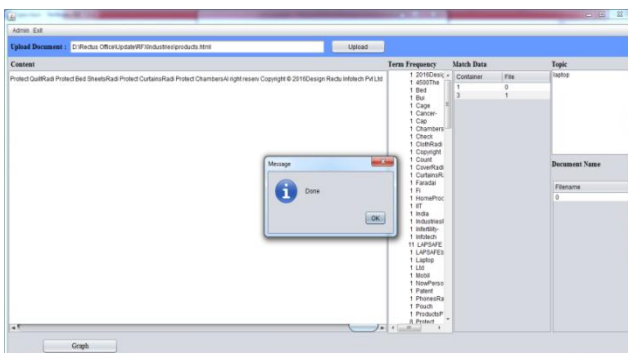 Admin Exit
Upload Document : D:\Rectus Office\Update\RFX\Industries\products.html Upload
Content Term Frequency Match Data Topic
Protect QuiltRadi Protect Bed SheetsRadi Protect CurtainsRadi Protect ChambersAl right reserv Copyright © 2016Design Rectu Infotech Pvt Ltd
1 2016Desig
1 4500The
1 Bed
1 Bui
1 Cage
1 Cancer-
1 Cap
1 Chambers
1 Check
1 ClothRadi
1 Copyright
1 Count
1 CoverRadi
1 CurtainsR
1 Faradai
1 Fi
1 HomeProd
1 IIT
1 India
1 Industries
1 Infertility-
1 Infotech
11 LAPSAFE
1 LAPSAFEs
1 Laptop
1 Ltd
1 Mobil
1 NowPerso
1 Patent
1 PhonesRa
1 Pouch
1 ProductsP
Protect
Container File
1 0
3 1
laptop
Document Name
Filename
0
Message
Done
OK
Graph